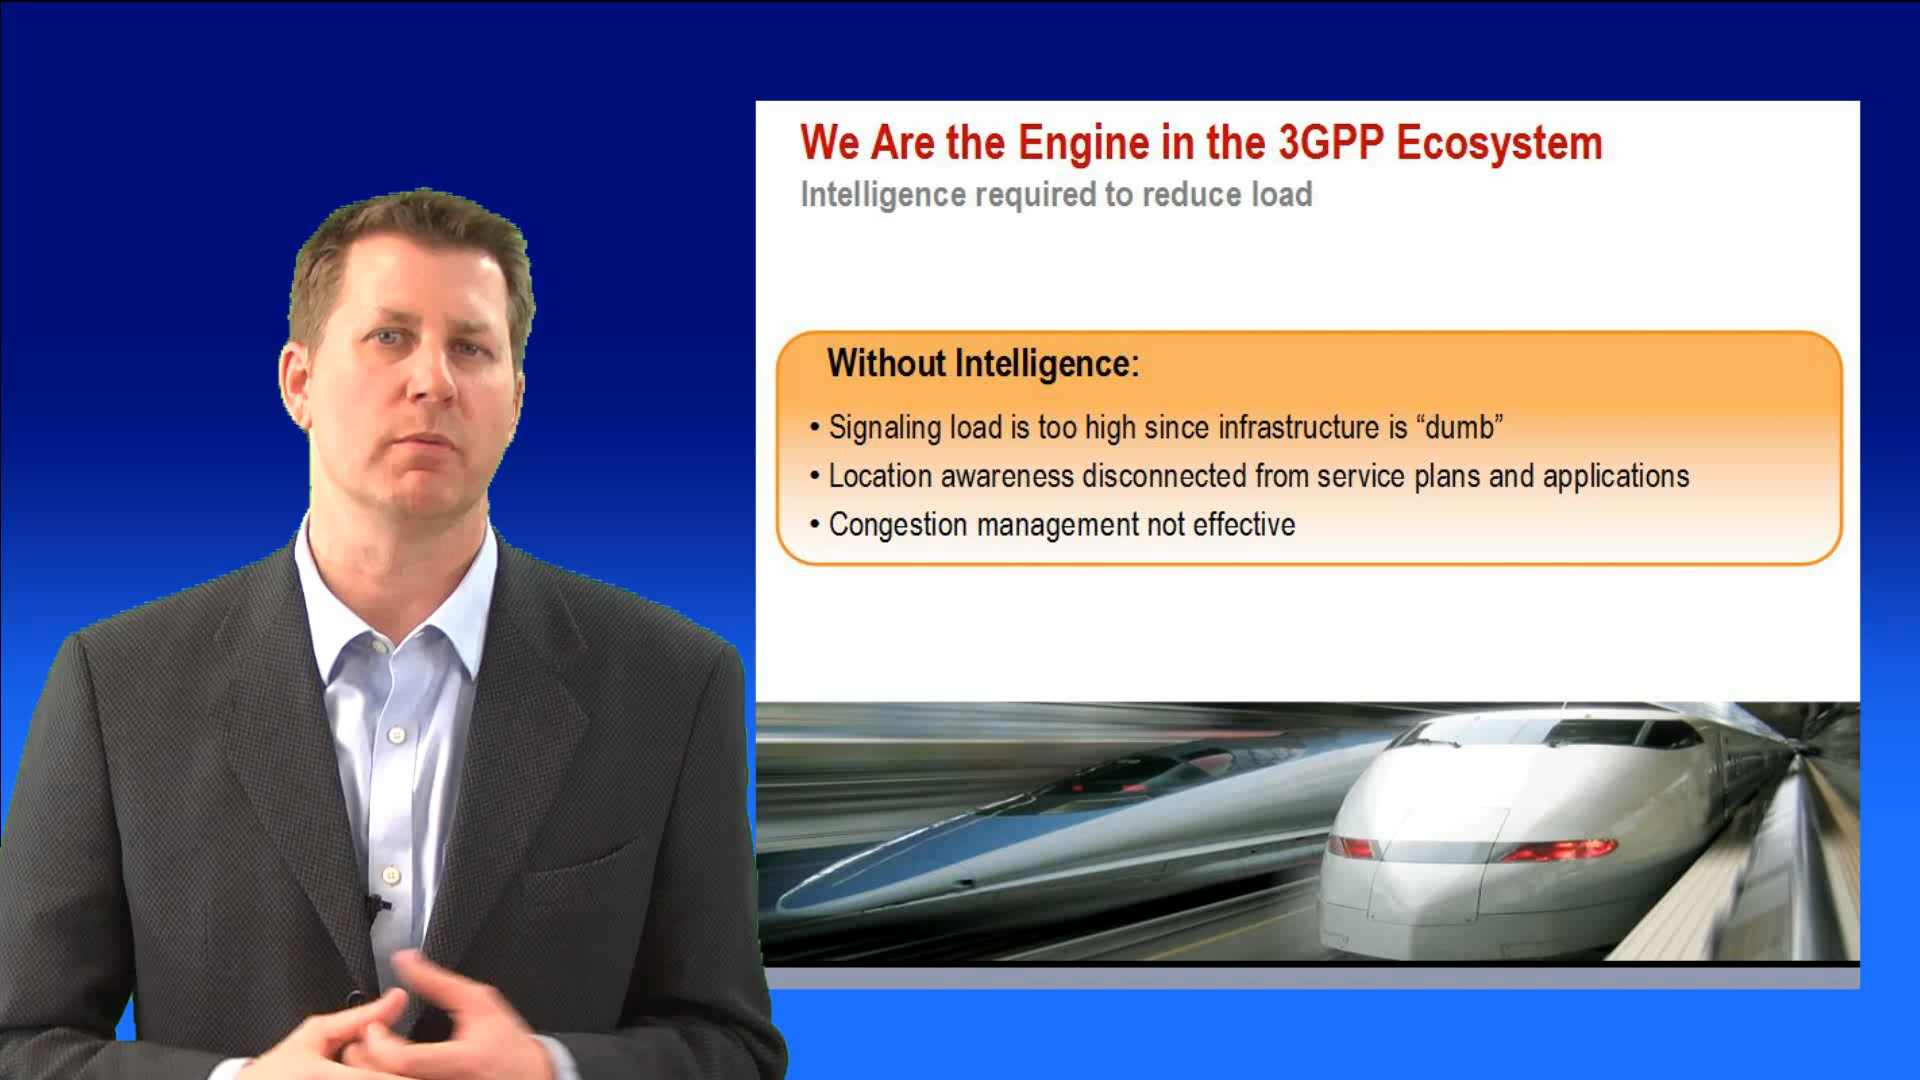 We Are the Engine in the 3GPP Ecosystem
Intelligence required to reduce load
Without Intelligence:
• Signaling load is too high since infrastructure is “dumb”
• Location awareness disconnected from service plans and applications
• Congestion management not effective